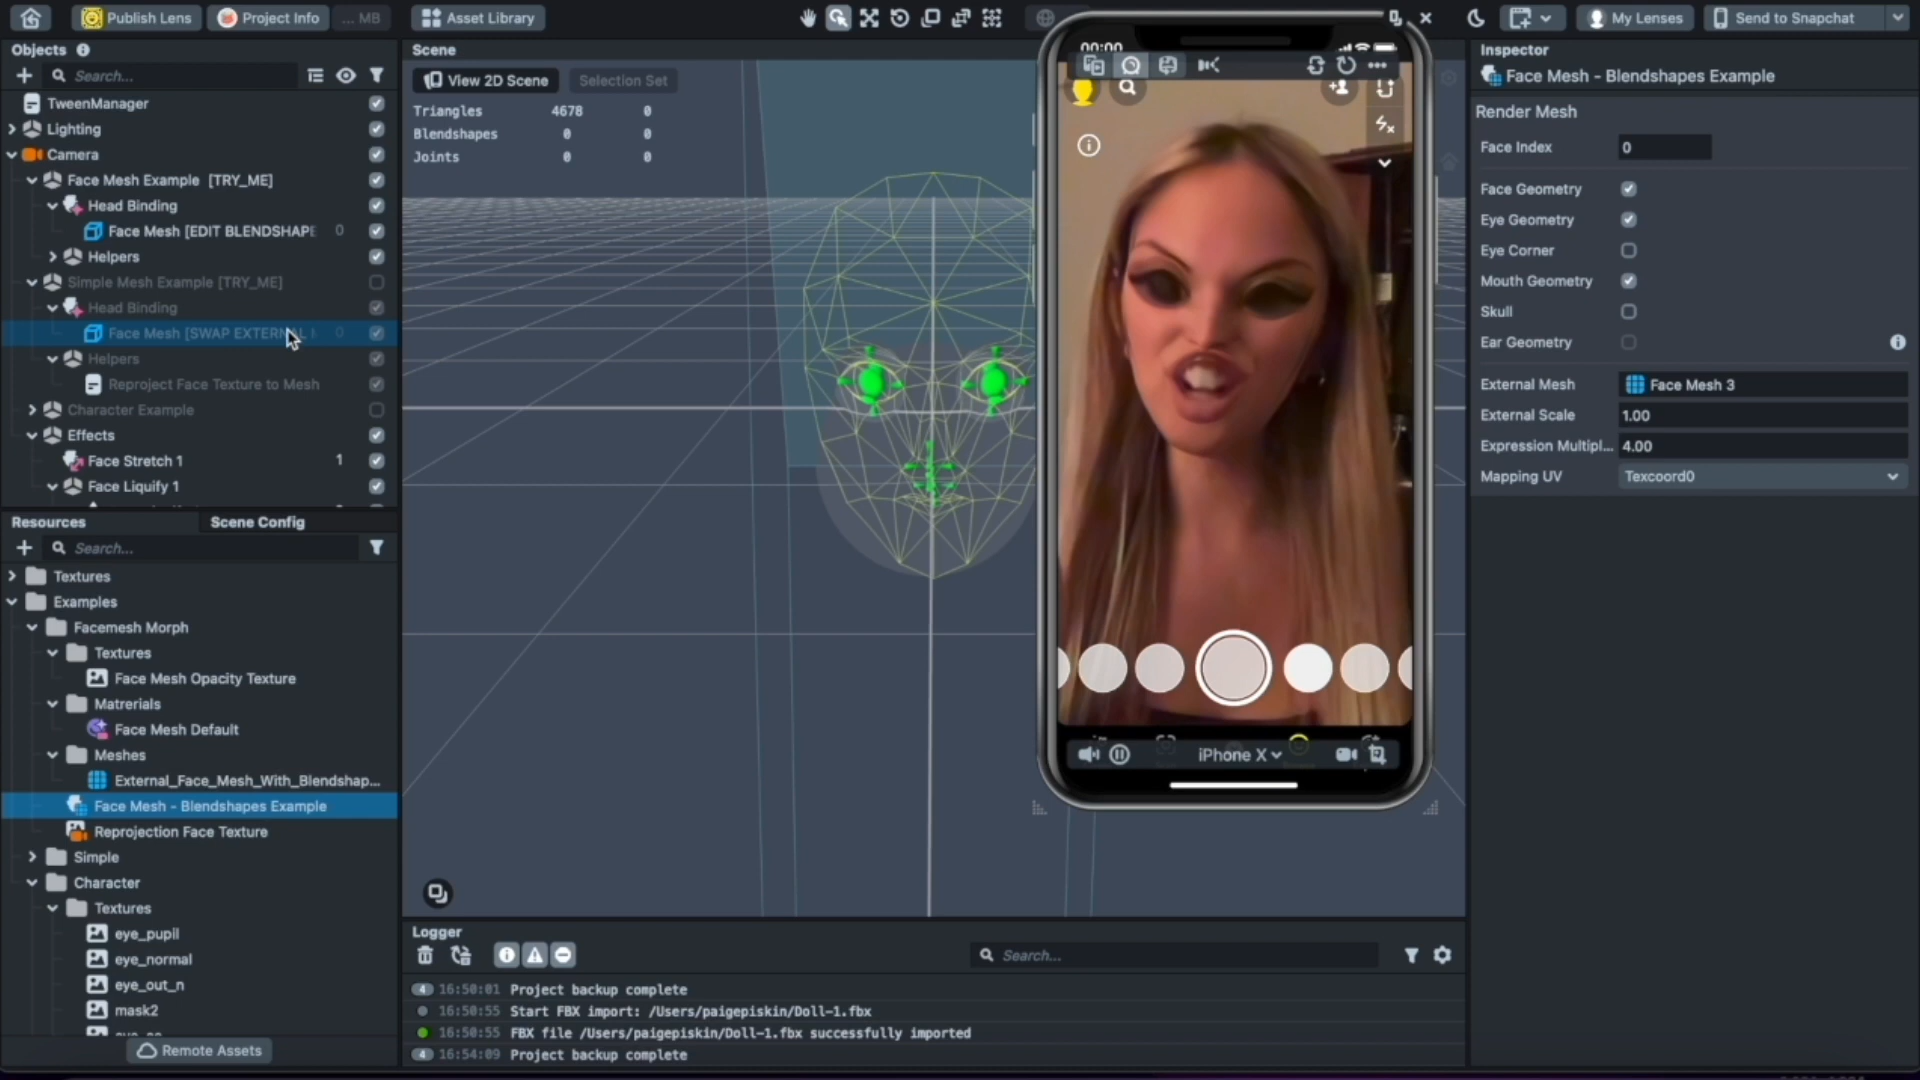 Publish Lens
Project Info
... MB
Asset Library
My Lenses
Send to Snapchat
Objects
Search...
TweenManager
Lighting
Camera
Face Mesh Example [TRY_ME]
Head Binding
Face Mesh [EDIT BLENDSHAPE 0
Helpers
Simple Mesh Example [TRY_ME]
Head Binding
Face Mesh [SWAP EXTERNAL 0
Helpers
Reproject Face Texture to Mesh
Character Example
Effects
Face Stretch 1 1
Face Liquify 1
Resources
Scene Config
Search...
Textures
Examples
Facemesh Morph
Textures
Face Mesh Opacity Texture
Matrerials
Face Mesh Default
Meshes
External_Face_Mesh_With_Blendshap...
Face Mesh - Blendshapes Example
Reprojection Face Texture
Simple
Character
Textures
eye_pupil
eye_normal
eye_out_n
mask2
Remote Assets
Scene
View 2D Scene
Selection Set
Triangles 4678 0
Blendshapes 0 0
Joints 0 0
00:00
iPhone X
Logger
Search...
4 16:50:01 Project backup complete
16:50:55 Start FBX import: /Users/paigepiskin/Doll-1.fbx
16:50:55 FBX file /Users/paigepiskin/Doll-1.fbx successfully imported
4 16:54:09 Project backup complete
Inspector
Face Mesh - Blendshapes Example
Render Mesh
Face Index 0
Face Geometry
Eye Geometry
Eye Corner
Mouth Geometry
Skull
Ear Geometry
External Mesh Face Mesh 3
External Scale 1.00
Expression Multipl... 4.00
Mapping UV Texcoord0